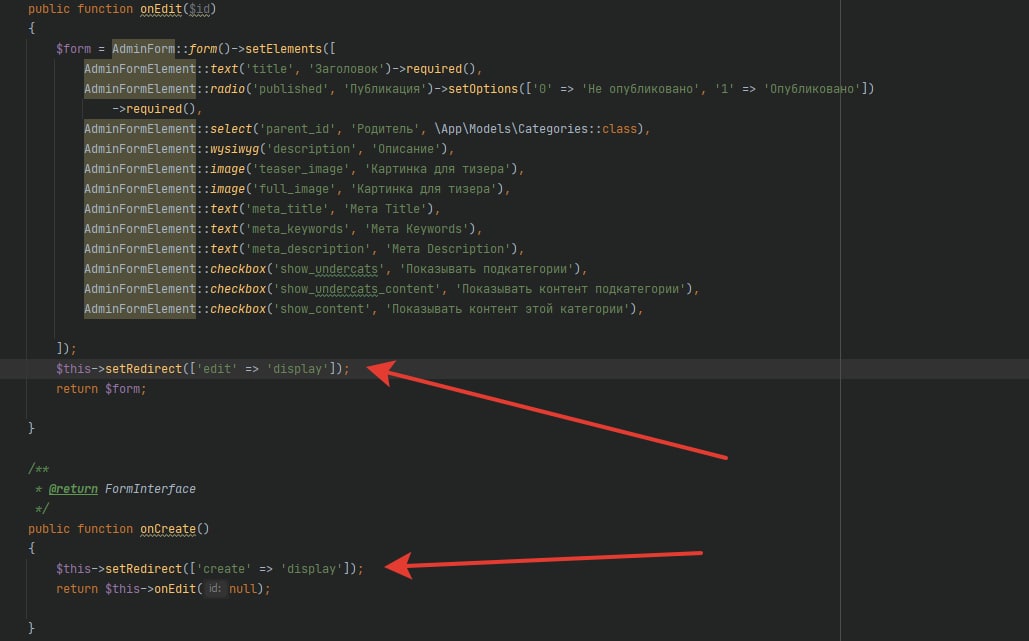 public function onEdit($id)
{
$form = AdminForm::form()->setElements([
AdminFormElement::text('title', 'Заголовок')->required(),
AdminFormElement::radio('published', 'Публикация')->setOptions(['0' => 'Не опубликовано', '1' => 'Опубликовано'])
->required(),
AdminFormElement::select('parent_id', 'Родитель', \App\Models\Categories::class),
AdminFormElement::wysiwyg('description', 'Описание'),
AdminFormElement::image('teaser_image', 'Картинка для тизера'),
AdminFormElement::image('full_image', 'Картинка для тизера'),
AdminFormElement::text('meta_title', 'Мета Title'),
AdminFormElement::text('meta_keywords', 'Мета Keywords'),
AdminFormElement::text('meta_description', 'Мета Description'),
AdminFormElement::checkbox('show_undercats', 'Показывать подкатегории'),
AdminFormElement::checkbox('show_undercats_content', 'Показывать контент подкатегории'),
AdminFormElement::checkbox('show_content', 'Показывать контент этой категории'),
]);
$this->setRedirect(['edit' => 'display']);
return $form;
}
/**
* @return FormInterface
*/
public function onCreate()
{
$this->setRedirect(['create' => 'display']);
return $this->onEdit( id: null);
}